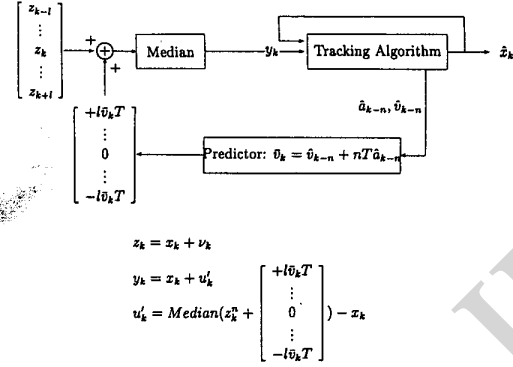 z_{k-l}
⋮
z_k
⋮
z_{k+l}
+
+
Median
y_k
Tracking Algorithm
x̂_k
â_{k-n}, v̂_{k-n}
+lv̄_kT
⋮
0
⋮
-lv̄_kT
Predictor: v̄_k = v̂_{k-n} + nTâ_{k-n}
z_k = x_k + ν_k
y_k = x_k + u'_k
u'_k = Median(z^n_k + [+lv̄_kT ⋮ 0 ⋮ -lv̄_kT]) - x_k